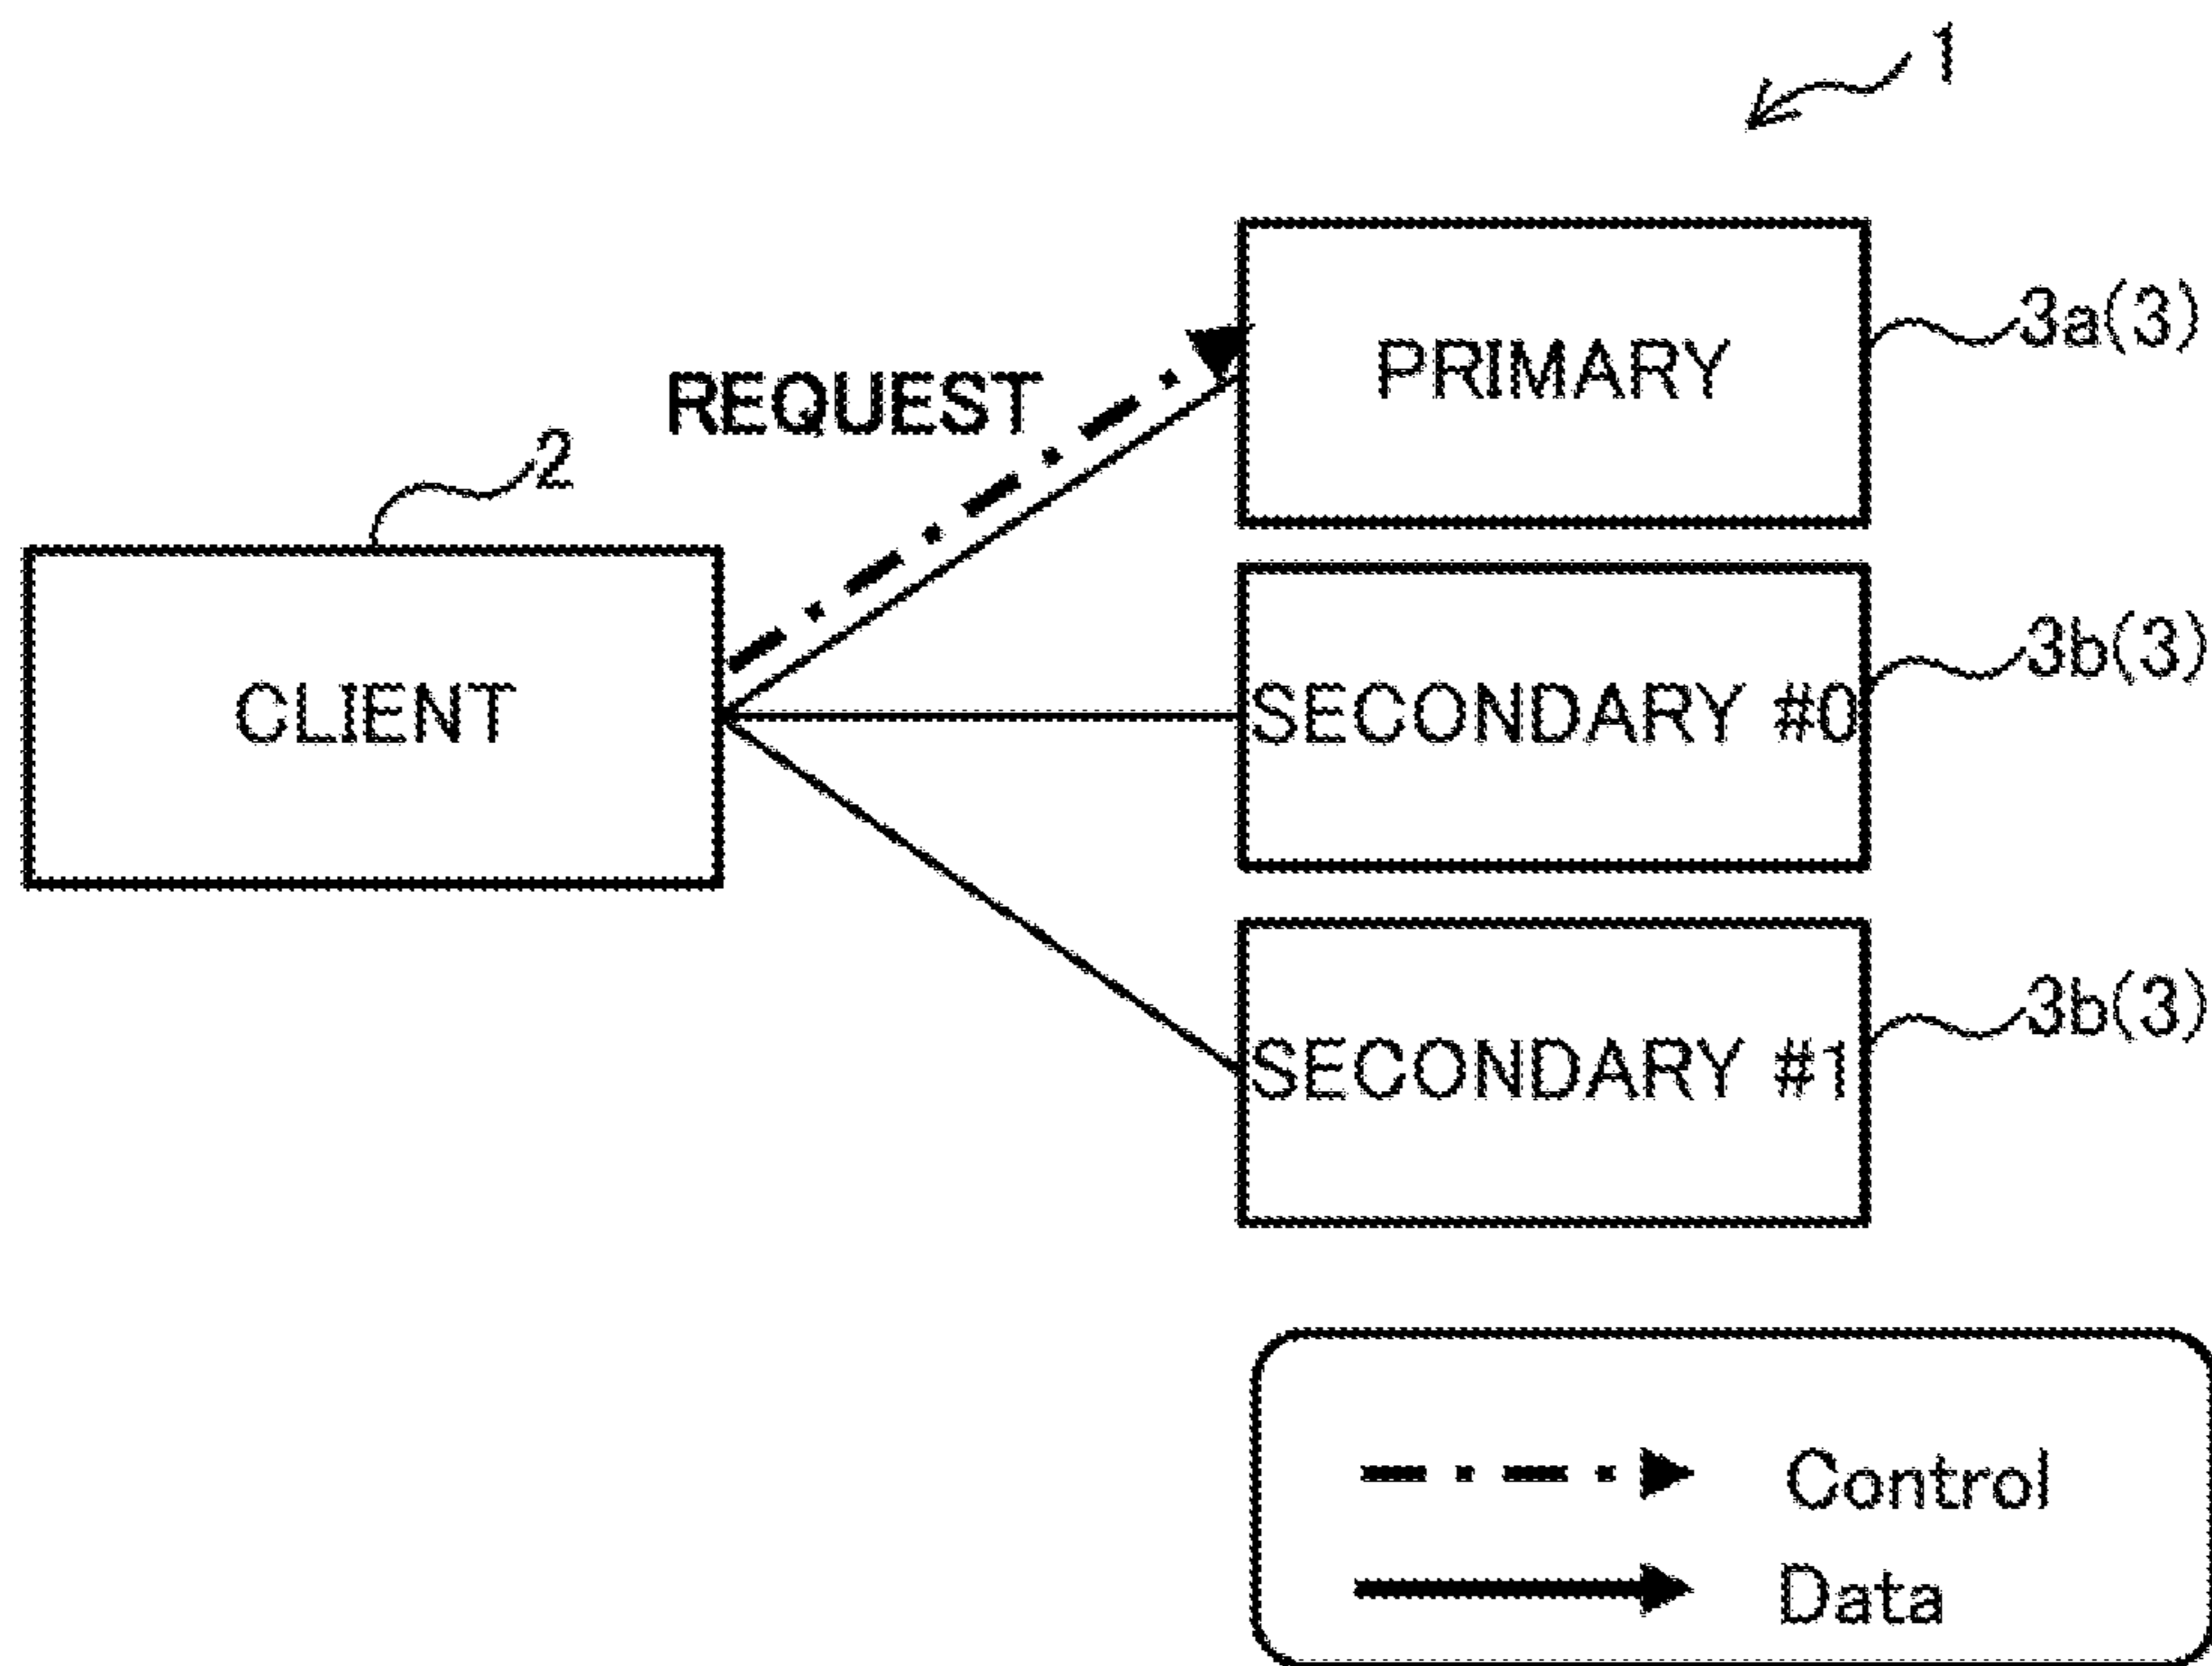 1
3a(3)
PRIMARY
REQUEST
2
3b(3)
CLIENT
SECONDARY #0
3b(3)
SECONDARY #1
Control
Data